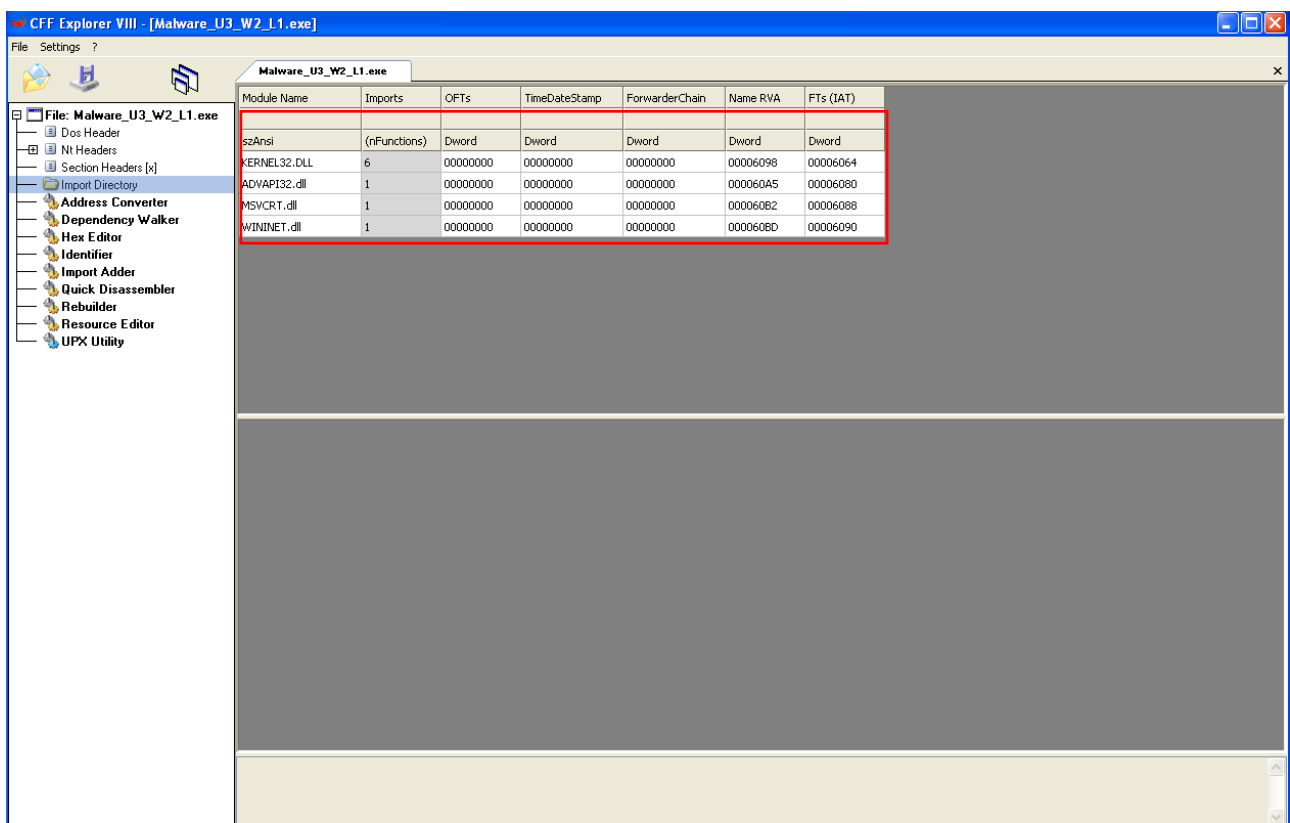 CFF Explorer VIII - [Malware_U3_W2_L1.exe]
File Settings ?
Malware_U3_W2_L1.exe
x
File: Malware_U3_W2_L1.exe
Dos Header
Nt Headers
Section Headers [x]
Import Directory
Address Converter
Dependency Walker
Hex Editor
Identifier
Import Adder
Quick Disassembler
Rebuilder
Resource Editor
UPX Utility
Module Name Imports OFTs TimeDateStamp ForwarderChain Name RVA FTs (IAT)
szAnsi (nFunctions) Dword Dword Dword Dword Dword
KERNEL32.DLL 6 00000000 00000000 00000000 00006098 00006064
ADVAPI32.dll 1 00000000 00000000 00000000 000060A5 00006080
MSVCRT.dll 1 00000000 00000000 00000000 000060B2 00006088
WININET.dll 1 00000000 00000000 00000000 000060BD 00006090